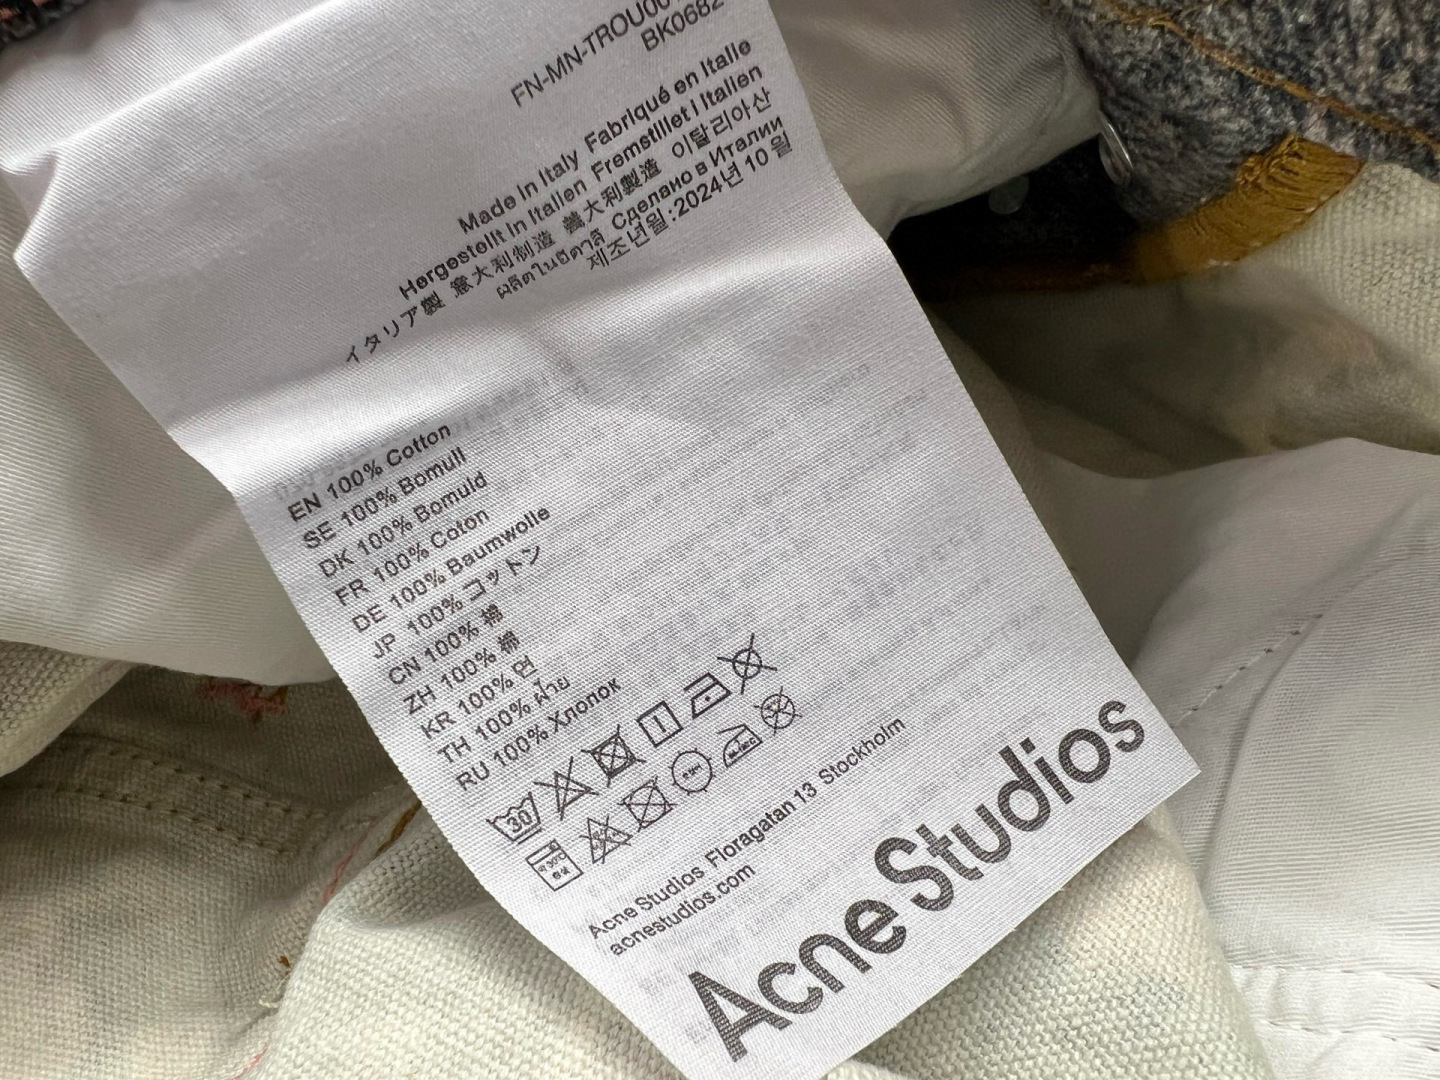 FN-MN-TROU00
BK0682
Made in Italy Fabriqué en Italie
Hergestellt in Italien Fremstillet i Italien
イタリア製 意大利制造 義大利製造 이탈리아산
ผลิตในอิตาลี Сделано в Италии
제조년월:2024년 10월
EN 100% Cotton
SE 100% Bomull
DK 100% Bomuld
FR 100% Coton
DE 100% Baumwolle
JP 100% コットン
CN 100% 棉
ZH 100% 棉
KR 100% 면
TH 100% ฝ้าย
RU 100% Хлопок
30
Acne Studios Floragatan 13 Stockholm
acnestudios.com
Acne Studios